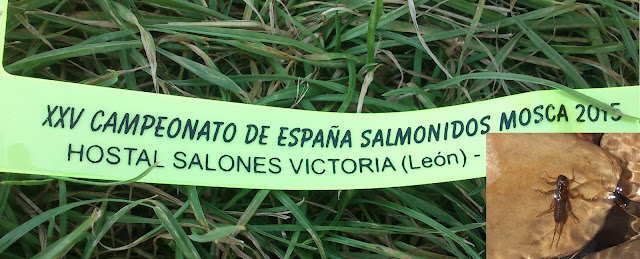 XXV CAMPEONATO DE ESPAÑA SALMONIDOS MOSCA 2015
HOSTAL SALONES VICTORIA (León) -